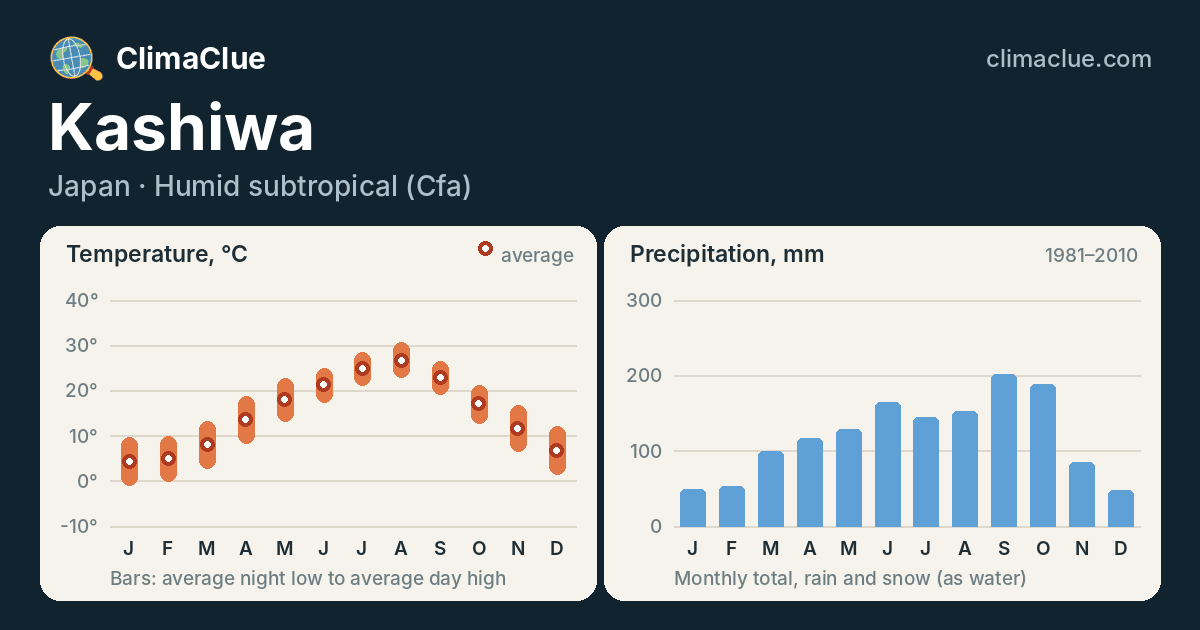 ClimaClue
climaclue.com
Kashiwa
Japan · Humid subtropical (Cfa)
Temperature, °C
average
40°
30°
20°
10°
0°
-10°
J F M A M J J A S O N D
Bars: average night low to average day high
Precipitation, mm
1981–2010
300
200
100
0
J F M A M J J A S O N D
Monthly total, rain and snow (as water)